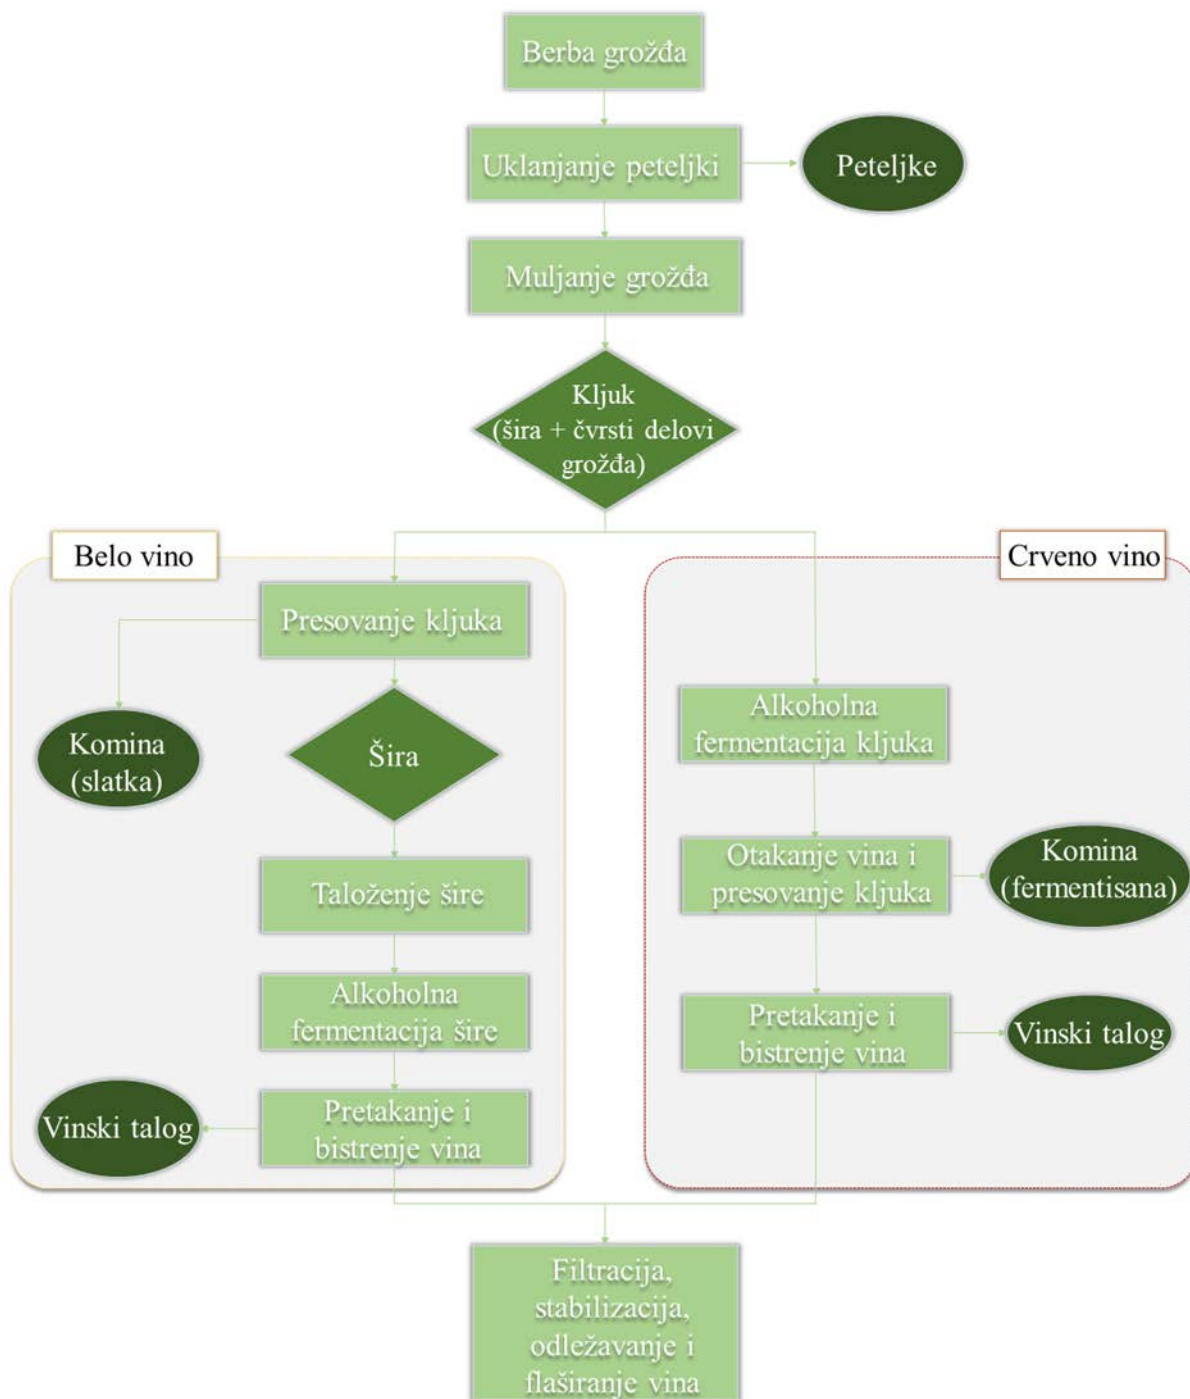 Berba grožđa
Uklanjanje peteljki
Peteljke
Muljanje grožđa
Kljuk
(šira + čvrsti delovi
grožđa)
Belo vino
Presovanje kljuka
Komina
(slatka)
Šira
Taloženje šire
Alkoholna
fermentacija šire
Pretakanje i
bistrenje vina
Vinski talog
Crveno vino
Alkoholna
fermentacija kljuka
Otakanje vina i
presovanje kljuka
Komina
(fermentisana)
Pretakanje i
bistrenje vina
Vinski talog
Filtracija,
stabilizacija,
odležavanje i
flaširanje vina